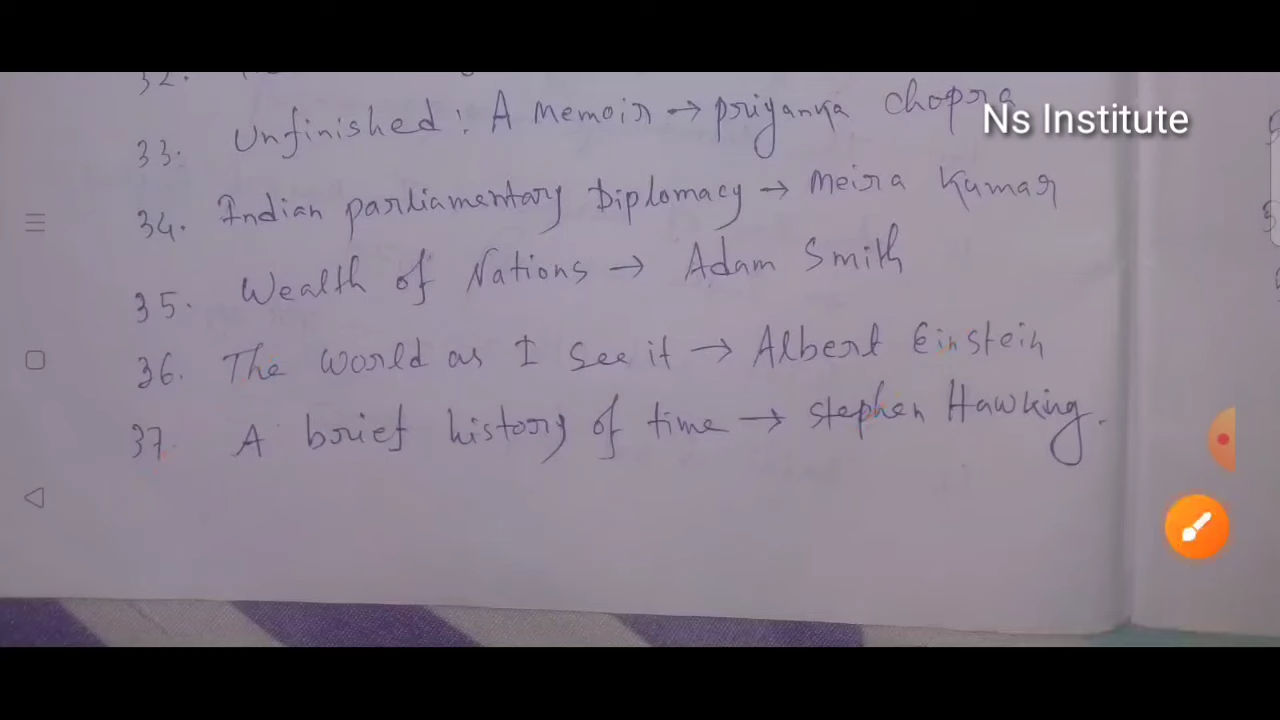 32.
33. Unfinished: A Memoir → priyanka chopra
Ns Institute
34. Indian parliamentary Diplomacy → Meira Kumar
35. Wealth of Nations → Adam Smith
36. The World as I See it → Albert Einstein
37. A brief history of time → Stephen Hawking.